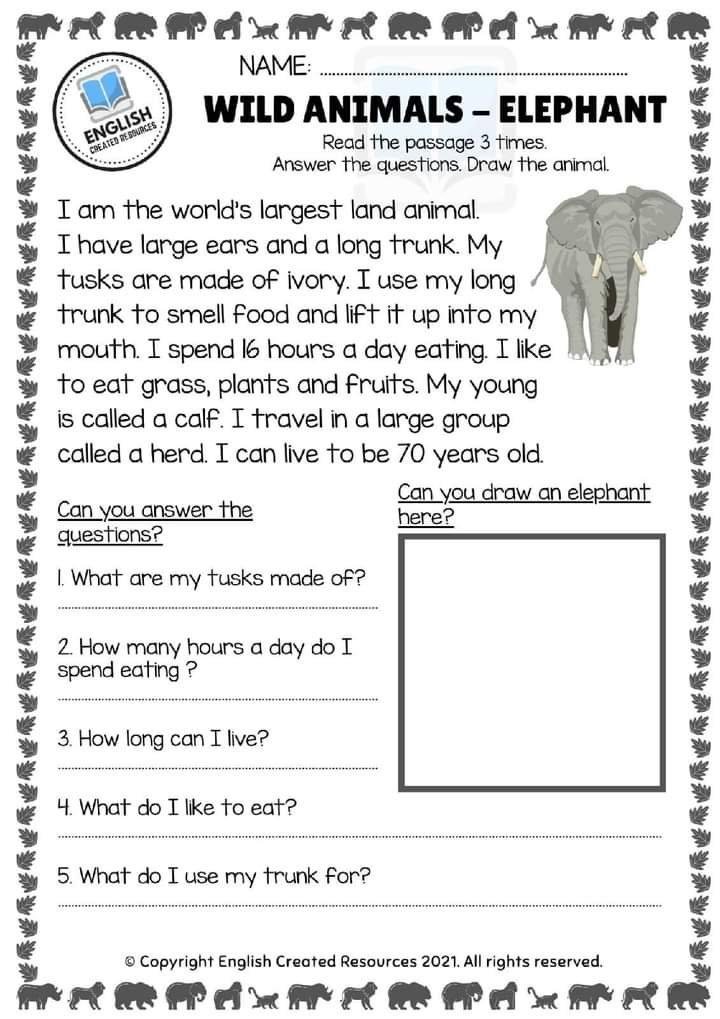 ENGLISH
CREATED RESOURCES
NAME: ..............................................................................
WILD ANIMALS – ELEPHANT
Read the passage 3 times.
Answer the questions. Draw the animal.
I am the world's largest land animal.
I have large ears and a long trunk. My
tusks are made of ivory. I use my long
trunk to smell food and lift it up into my
mouth. I spend 16 hours a day eating. I like
to eat grass, plants and fruits. My young
is called a calf. I travel in a large group
called a herd. I can live to be 70 years old.
Can you answer the
questions?
1. What are my tusks made of?
2. How many hours a day do I
spend eating ?
3. How long can I live?
4. What do I like to eat?
5. What do I use my trunk for?
Can you draw an elephant
here?
© Copyright English Created Resources 2021. All rights reserved.